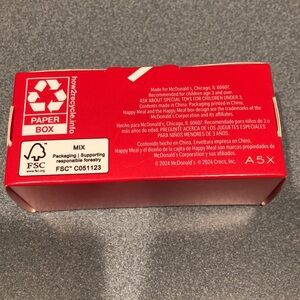 how2recycle.info
PAPER
BOX
FSC
www.fsc.org
MIX
Packaging | Supporting
responsible forestry
FSC™ C051123
Made for McDonald's, Chicago, IL 60607.
Recommended for children age 3 and over.
ASK ABOUT SPECIAL TOYS FOR CHILDREN UNDER 3.
Contents made in China. Packaging printed in China.
Happy Meal and the Happy Meal box design are the trademarks of
McDonald's Corporation and its affiliates.
Hecho para McDonald's, Chicago, IL 60607. Recomendado para niños de 3 o
más años de edad. PREGUNTE ACERCA DE LOS JUGUETES ESPECIALES
PARA NIÑOS MENORES DE 3 AÑOS.
Contenido hecho en China. Envoltura impresa en China.
Happy Meal y el diseño de la cajita de Happy Meal son marcas propiedades de
McDonald's Corporation y sus afiliados.
© 2024 McDonald's © 2024 Crocs, Inc.
A5X